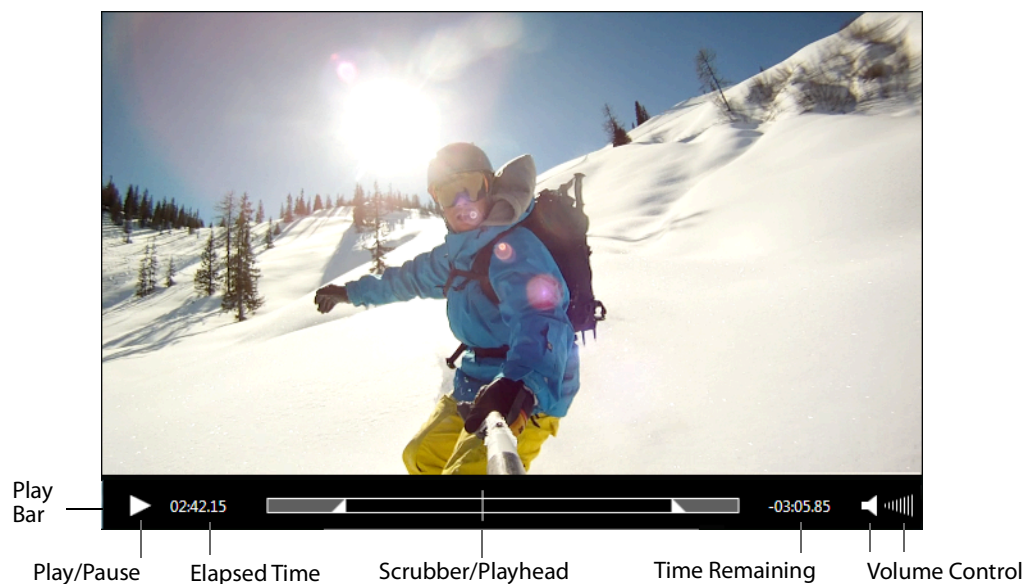 Play
Bar
02:42.15
-03:05.85
Play/Pause
Elapsed Time
Scrubber/Playhead
Time Remaining
Volume Control